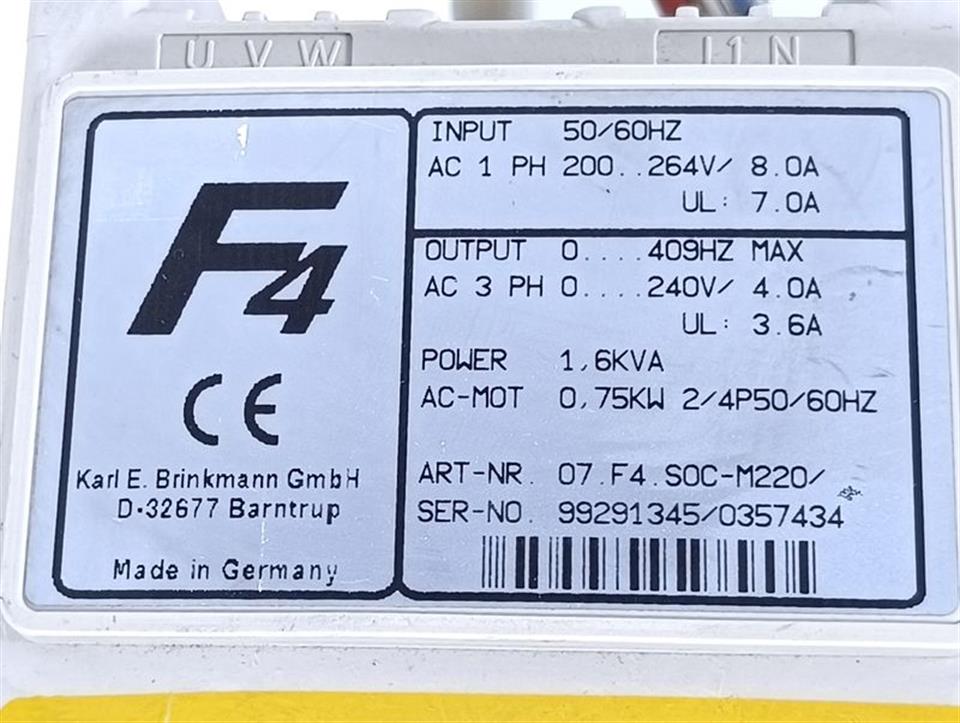 U V W
L1 N
F4
CE
Karl E. Brinkmann GmbH
D-32677 Barntrup
Made in Germany
INPUT 50/60HZ
AC 1 PH 200..264V/ 8.0A
UL: 7.0A
OUTPUT 0....409HZ MAX
AC 3 PH 0....240V/ 4.0A
UL: 3.6A
POWER 1,6KVA
AC-MOT 0,75KW 2/4P50/60HZ
ART-NR. 07.F4.S0C-M220/
SER-NO. 99291345/0357434